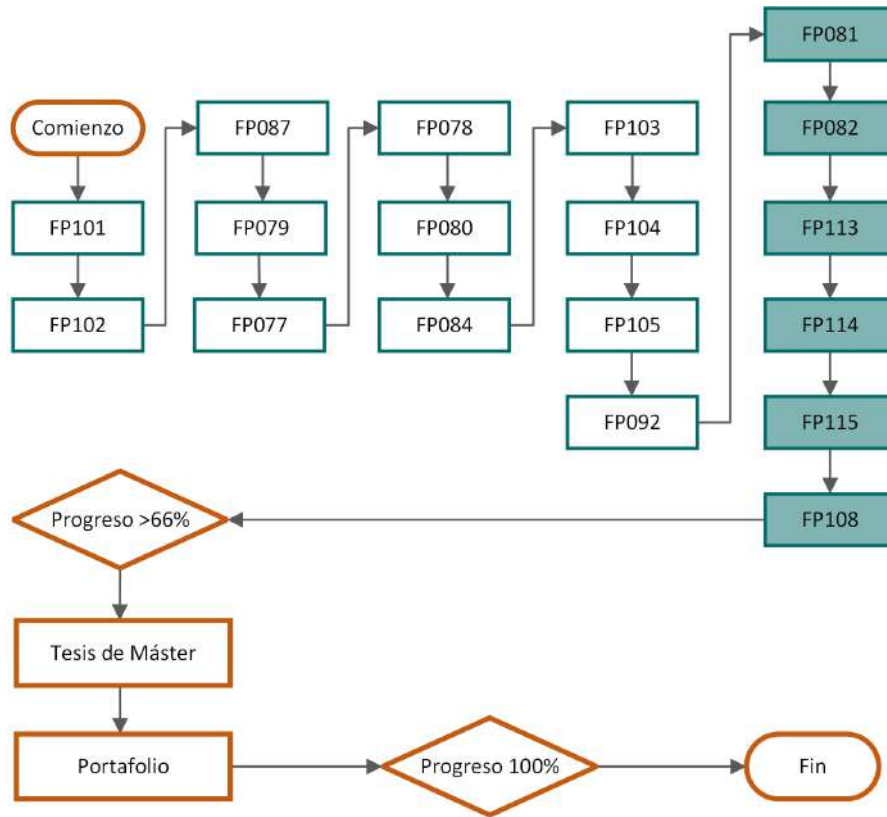 Comienzo
FP101
FP102
FP087
FP079
FP077
FP078
FP080
FP084
FP103
FP104
FP105
FP092
FP081
FP082
FP113
FP114
FP115
FP108
Progreso >66%
Tesis de Máster
Portafolio
Progreso 100%
Fin